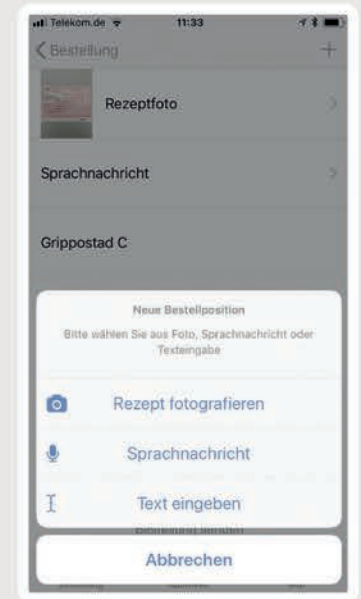 Telekom.de 11:33
Bestellung
Rezeptfoto
Sprachnachricht
Grippostad C
Neue Bestellposition
Bitte wählen Sie aus Foto, Sprachnachricht oder
Texteingabe
Rezept fotografieren
Sprachnachricht
Text eingeben
Abbrechen